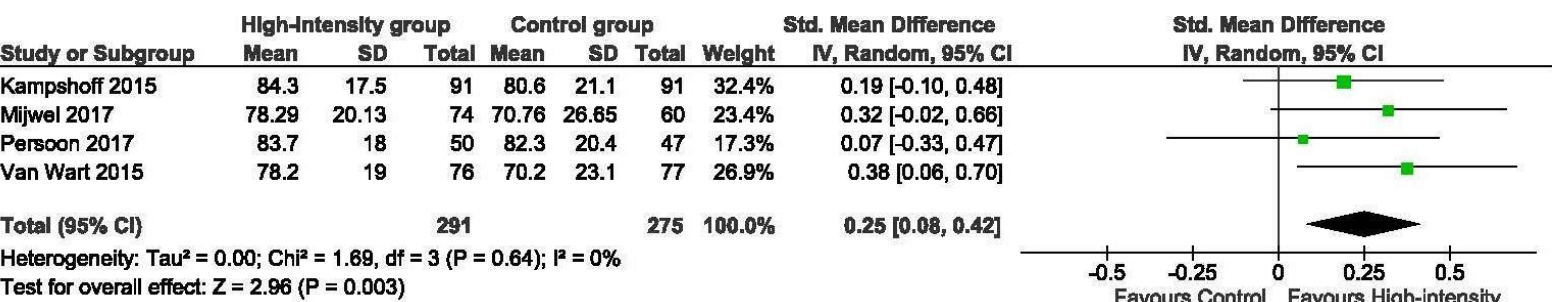 High-Intensity group Control group Std. Mean Difference Std. Mean Difference
Study or Subgroup Mean SD Total Mean SD Total Weight IV, Random, 95% CI IV, Random, 95% CI
Kampshoff 2015 84.3 17.5 91 80.6 21.1 91 32.4% 0.19 [-0.10, 0.48]
Mijwel 2017 78.29 20.13 74 70.76 26.65 60 23.4% 0.32 [-0.02, 0.66]
Persoon 2017 83.7 18 50 82.3 20.4 47 17.3% 0.07 [-0.33, 0.47]
Van Wart 2015 78.2 19 76 70.2 23.1 77 26.9% 0.38 [0.06, 0.70]
Total (95% CI) 291 275 100.0% 0.25 [0.08, 0.42]
Heterogeneity: Tau² = 0.00; Chi² = 1.69, df = 3 (P = 0.64); I² = 0%
Test for overall effect: Z = 2.96 (P = 0.003)
-0.5 -0.25 0 0.25 0.5
Favours Control Favours High-intensity